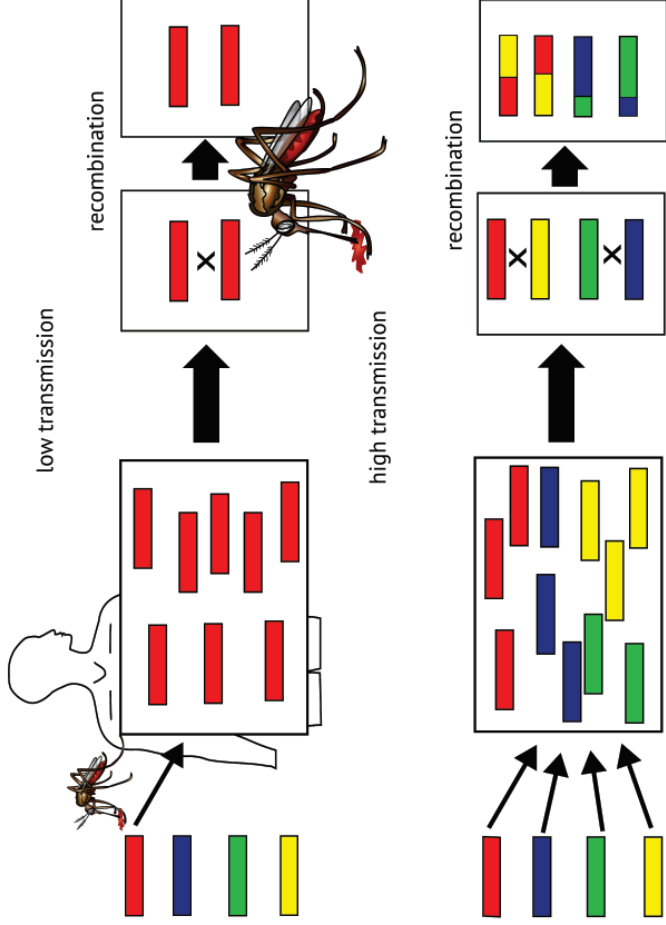 low transmission
recombination
x
high transmission
recombination
x
x